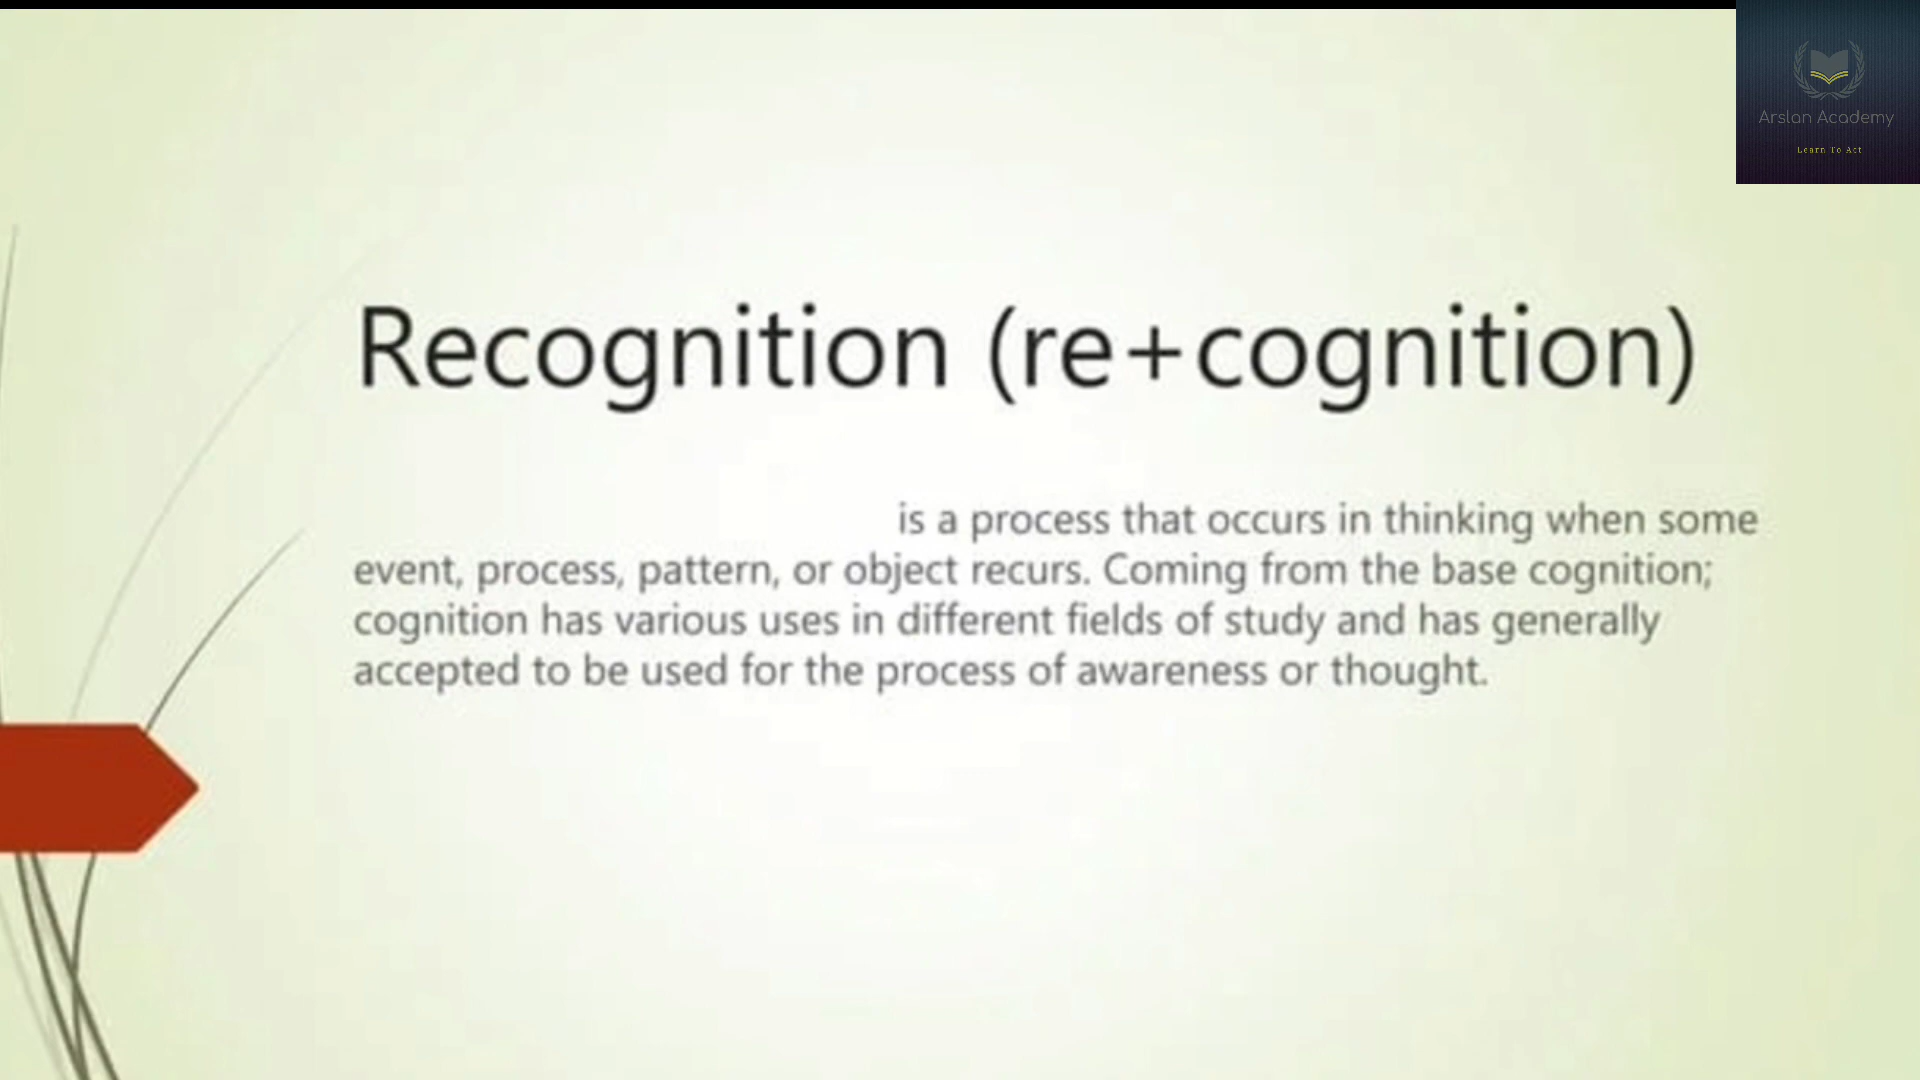 Arslan Academy
Learn To Act
Recognition (re+cognition)
is a process that occurs in thinking when some
event, process, pattern, or object recurs. Coming from the base cognition;
cognition has various uses in different fields of study and has generally
accepted to be used for the process of awareness or thought.